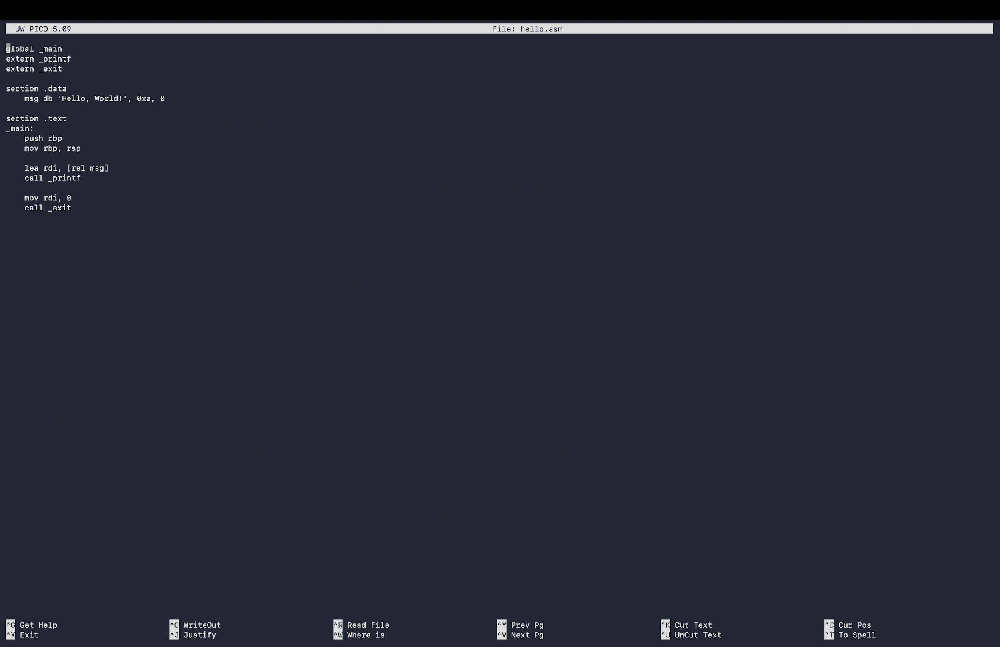 UW PICO 5.09 File: hello.asm
global _main
extern _printf
extern _exit
section .data
    msg db 'Hello, World!', 0xa, 0
section .text
_main:
    push rbp
    mov rbp, rsp
    lea rdi, [rel msg]
    call _printf
    mov rdi, 0
    call _exit
^G Get Help ^O WriteOut ^R Read File ^Y Prev Pg ^K Cut Text ^C Cur Pos
^X Exit ^J Justify ^W Where is ^V Next Pg ^U UnCut Text ^T To Spell